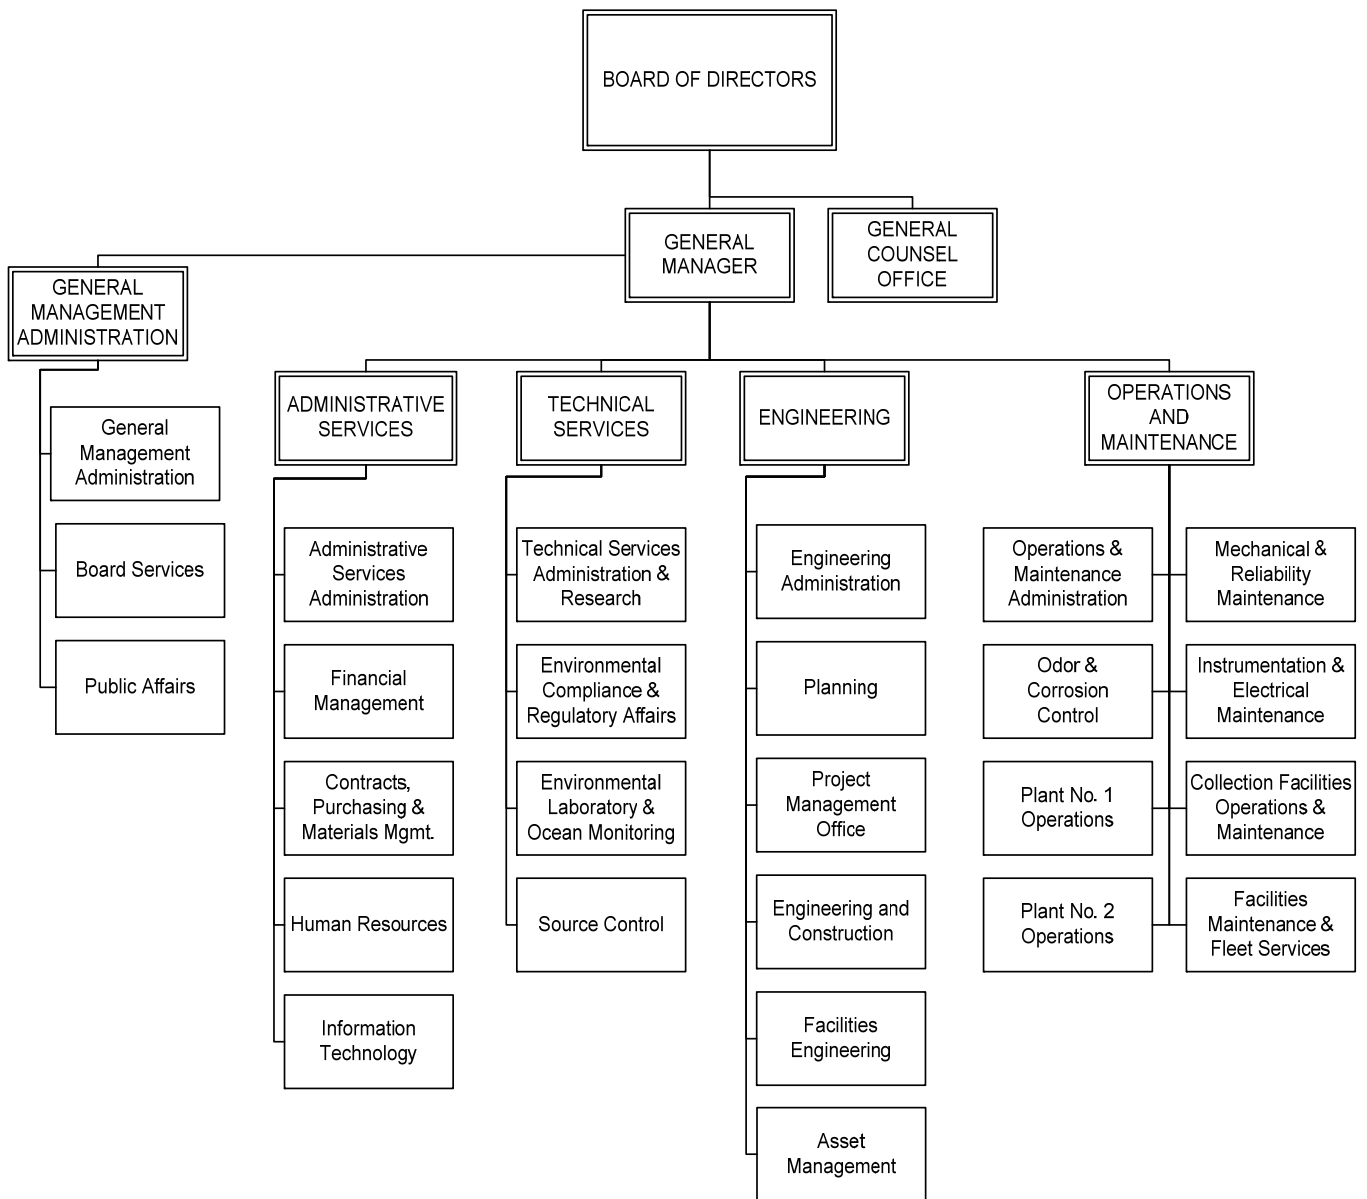 BOARD OF DIRECTORS
GENERAL
MANAGER
GENERAL
COUNSEL
OFFICE
GENERAL
MANAGEMENT
ADMINISTRATION
ADMINISTRATIVE
SERVICES
TECHNICAL
SERVICES
ENGINEERING
OPERATIONS
AND
MAINTENANCE
General
Management
Administration
Board Services
Public Affairs
Administrative
Services
Administration
Financial
Management
Contracts,
Purchasing &
Materials Mgmt.
Human Resources
Information
Technology
Technical Services
Administration &
Research
Environmental
Compliance &
Regulatory Affairs
Environmental
Laboratory &
Ocean Monitoring
Source Control
Engineering
Administration
Planning
Project
Management
Office
Engineering and
Construction
Facilities
Engineering
Asset
Management
Operations &
Maintenance
Administration
Odor &
Corrosion
Control
Plant No. 1
Operations
Plant No. 2
Operations
Mechanical &
Reliability
Maintenance
Instrumentation &
Electrical
Maintenance
Collection Facilities
Operations &
Maintenance
Facilities
Maintenance &
Fleet Services